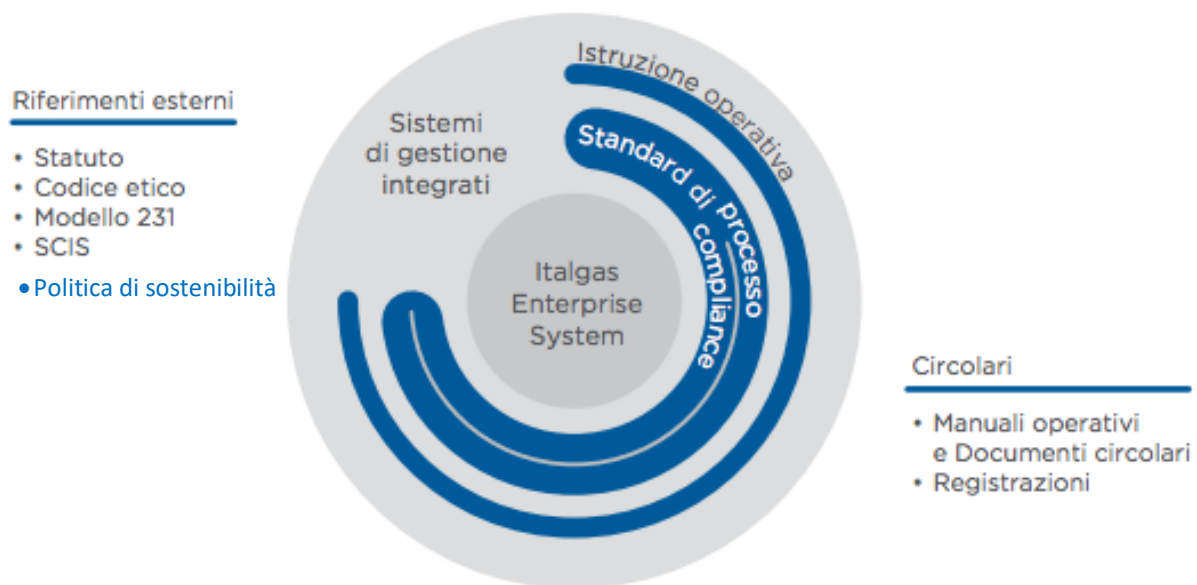 Riferimenti esterni
• Statuto
• Codice etico
• Modello 231
• SCIS
• Politica di sostenibilità
Sistemi
di gestione
integrati
Istruzione operativa
Standard di processo
compliance
Italgas
Enterprise
System
Circolari
• Manuali operativi
e Documenti circolari
• Registrazioni